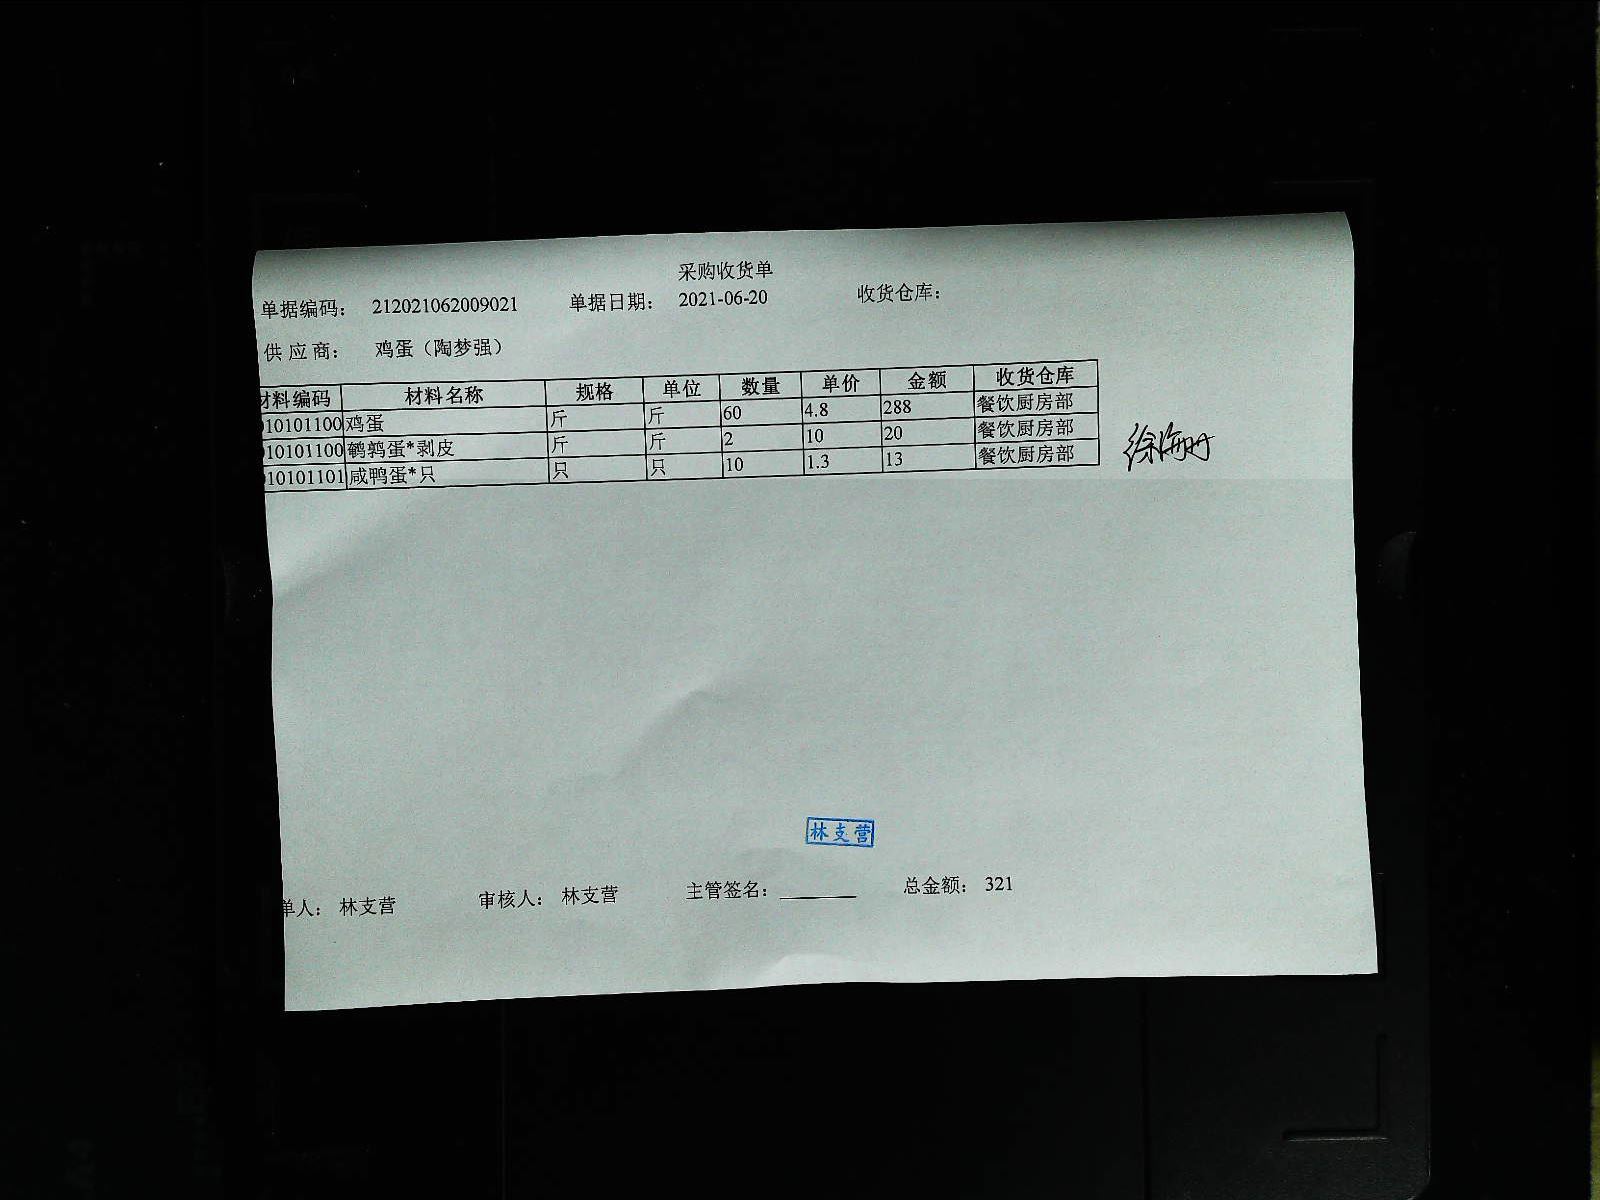 采购收货单
单据编码： 212021062009021 单据日期： 2021-06-20 收货仓库：
供应商： 鸡蛋（陶梦强）
材料编码 材料名称 规格 单位 数量 单价 金额 收货仓库
010101100 鸡蛋 斤 斤 60 4.8 288 餐饮厨房部
010101100 鹌鹑蛋*剥皮 斤 斤 2 10 20 餐饮厨房部
010101101 咸鸭蛋*只 只 只 10 1.3 13 餐饮厨房部
林支营
单人： 林支营 审核人： 林支营 主管签名： 总金额： 321